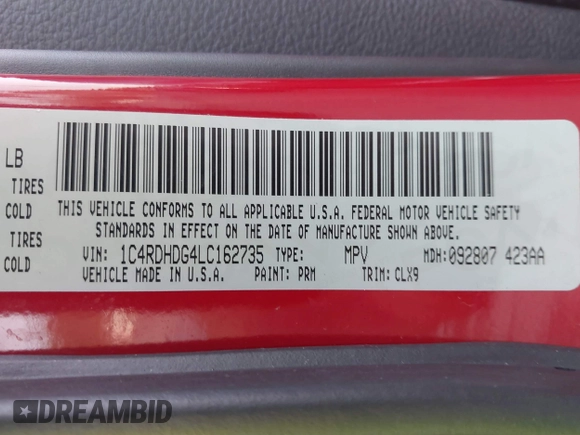 LB
TIRES
COLD
TIRES
COLD
THIS VEHICLE CONFORMS TO ALL APPLICABLE U.S.A. FEDERAL MOTOR VEHICLE SAFETY
STANDARDS IN EFFECT ON THE DATE OF MANUFACTURE SHOWN ABOVE.
VIN: 1C4RDHDG4LC162735 TYPE: MPV MDH: 092807 423AA
VEHICLE MADE IN U.S.A. PAINT: PRM TRIM: CLX9
DREAMBID